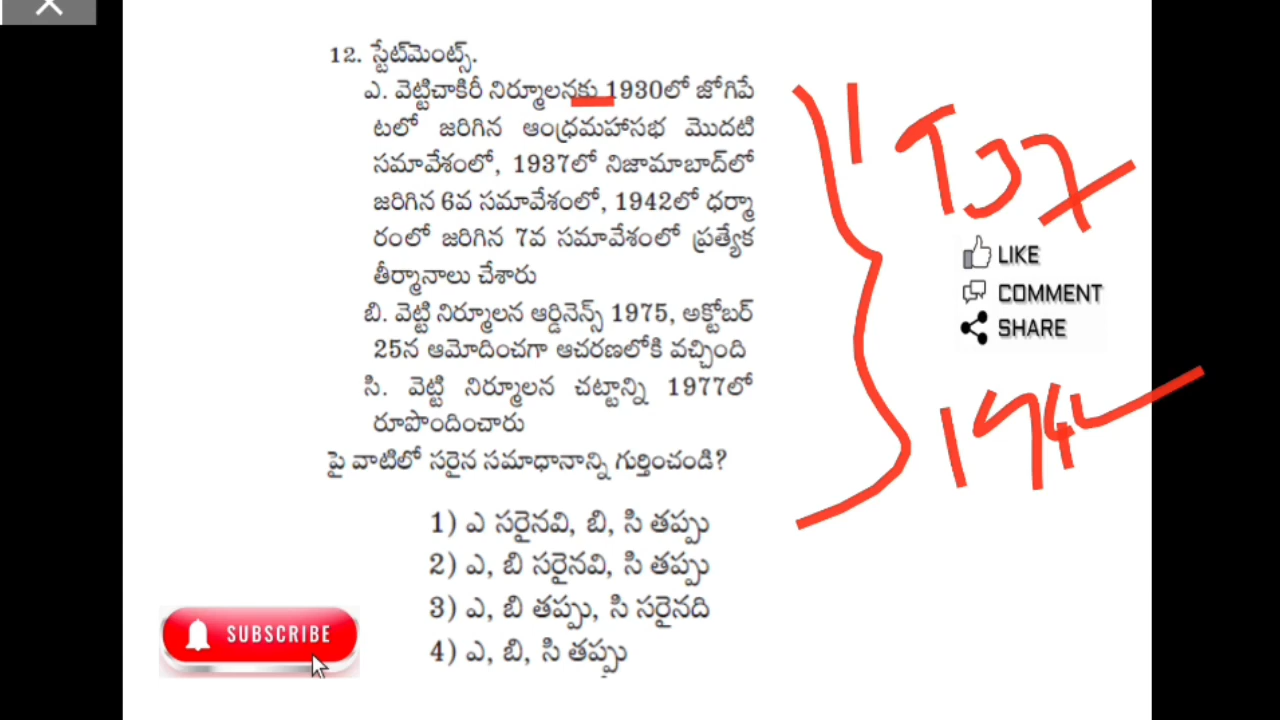 12. స్టేట్‌మెంట్స్.
ఎ. వెట్టిచాకిరీ నిర్మూలనకు 1930లో జోగిపే
టలో జరిగిన ఆంధ్రమహాసభ మొదటి
సమావేశంలో, 1937లో నిజామాబాద్‌లో
జరిగిన 6వ సమావేశంలో, 1942లో ధర్మా
రంలో జరిగిన 7వ సమావేశంలో ప్రత్యేక
తీర్మానాలు చేశారు
బి. వెట్టి నిర్మూలన ఆర్డినెన్స్ 1975, అక్టోబర్
25న ఆమోదించగా ఆచరణలోకి వచ్చింది
సి. వెట్టి నిర్మూలన చట్టాన్ని 1977లో
రూపొందించారు
పై వాటిలో సరైన సమాధానాన్ని గుర్తించండి?
1) ఎ సరైనవి, బి, సి తప్పు
2) ఎ, బి సరైనవి, సి తప్పు
3) ఎ, బి తప్పు, సి సరైనది
4) ఎ, బి, సి తప్పు
LIKE
COMMENT
SHARE
SUBSCRIBE